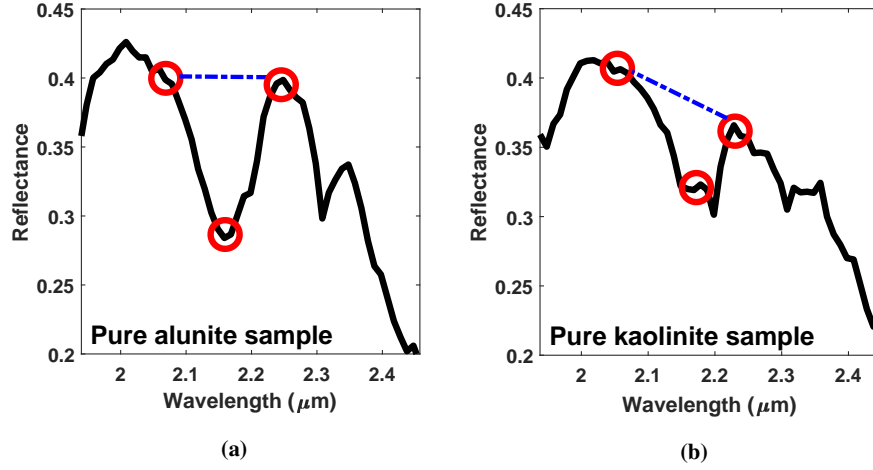 0.45
0.4
0.35
0.3
0.25
0.2
Reflectance
2
2.1
2.2
2.3
2.4
Wavelength (μm)
Pure alunite sample
(a)
0.45
0.4
0.35
0.3
0.25
0.2
Reflectance
2
2.1
2.2
2.3
2.4
Wavelength (μm)
Pure kaolinite sample
(b)